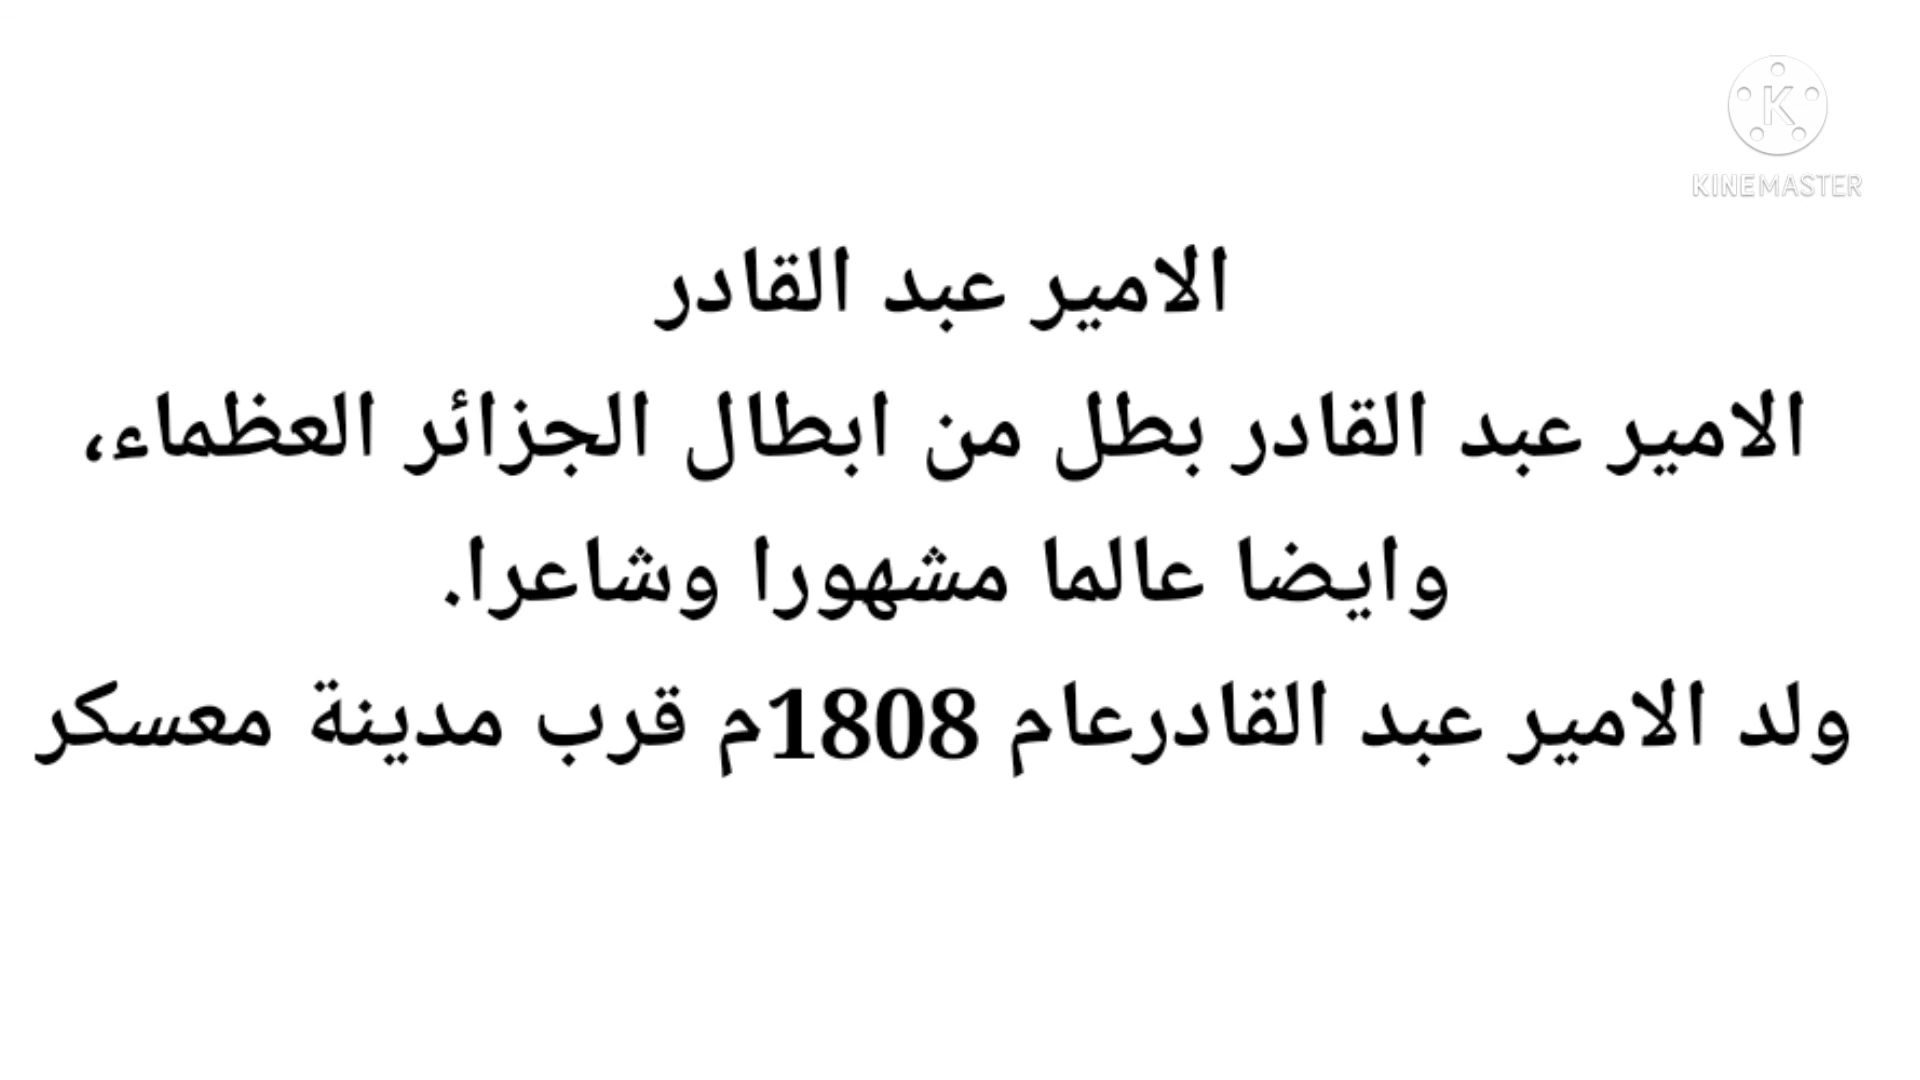 KINEMASTER
الامير عبد القادر
الامير عبد القادر بطل من ابطال الجزائر العظماء،
وايضا عالما مشهورا وشاعرا.
ولد الامير عبد القادرعام 1808م قرب مدينة معسكر